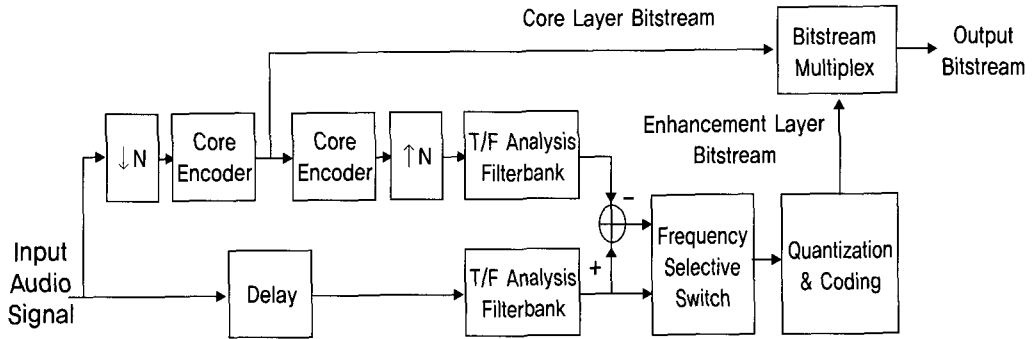 Core Layer Bitstream
Bitstream
Multiplex
Output
Bitstream
Enhancement Layer
Bitstream
↓N
Core
Encoder
Core
Encoder
↑N
T/F Analysis
Filterbank
−
+
Input
Audio
Signal
Delay
T/F Analysis
Filterbank
Frequency
Selective
Switch
Quantization
& Coding